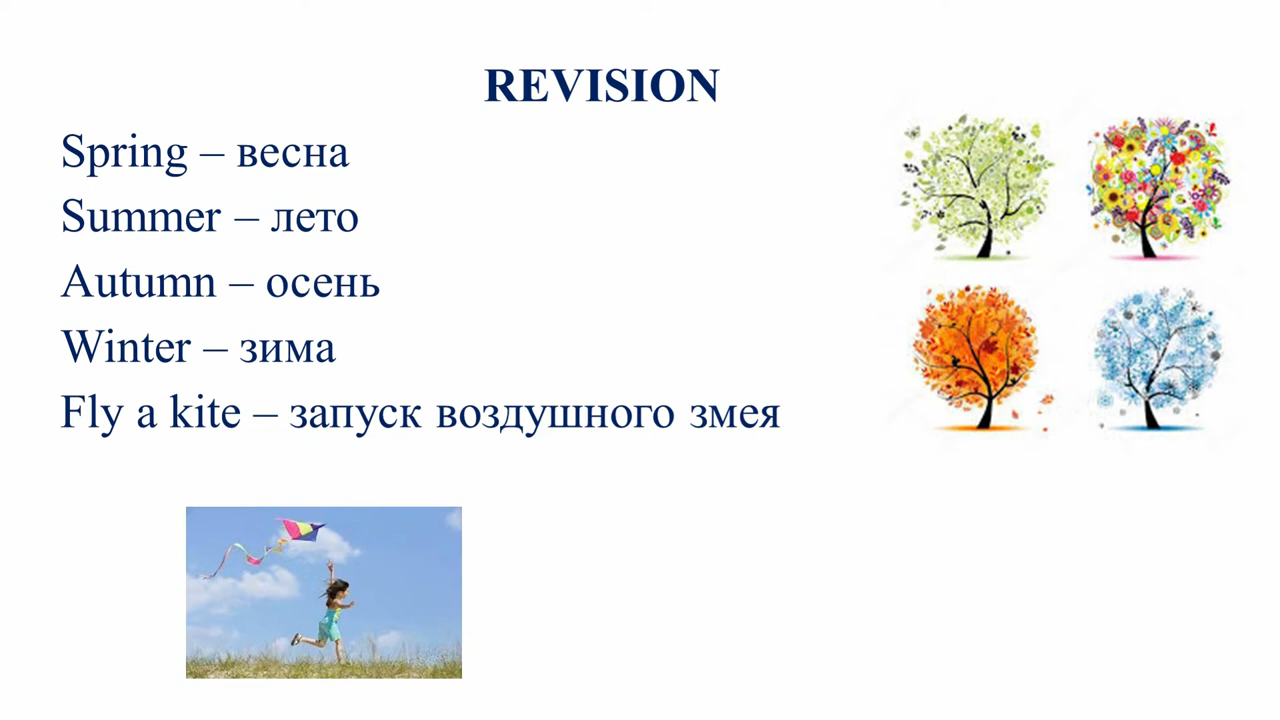 REVISION
Spring – весна
Summer – лето
Autumn – осень
Winter – зима
Fly a kite – запуск воздушного змея